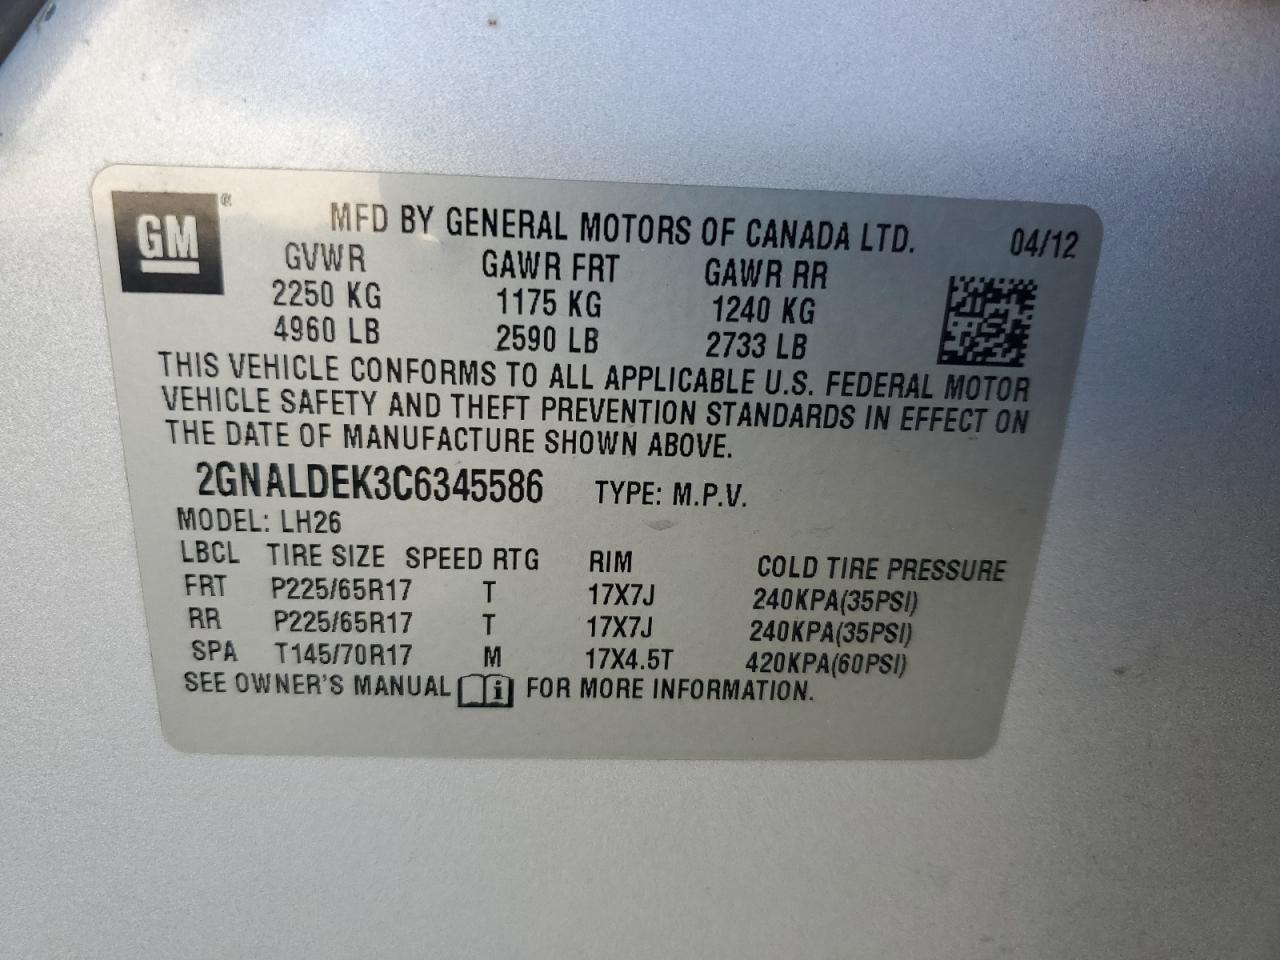 GM ®
MFD BY GENERAL MOTORS OF CANADA LTD. 04/12
GVWR GAWR FRT GAWR RR
2250 KG 1175 KG 1240 KG
4960 LB 2590 LB 2733 LB
THIS VEHICLE CONFORMS TO ALL APPLICABLE U.S. FEDERAL MOTOR
VEHICLE SAFETY AND THEFT PREVENTION STANDARDS IN EFFECT ON
THE DATE OF MANUFACTURE SHOWN ABOVE.
2GNALDEK3C6345586 TYPE: M.P.V.
MODEL: LH26
LBCL TIRE SIZE SPEED RTG RIM COLD TIRE PRESSURE
FRT P225/65R17 T 17X7J 240KPA(35PSI)
RR P225/65R17 T 17X7J 240KPA(35PSI)
SPA T145/70R17 M 17X4.5T 420KPA(60PSI)
SEE OWNER'S MANUAL i FOR MORE INFORMATION.